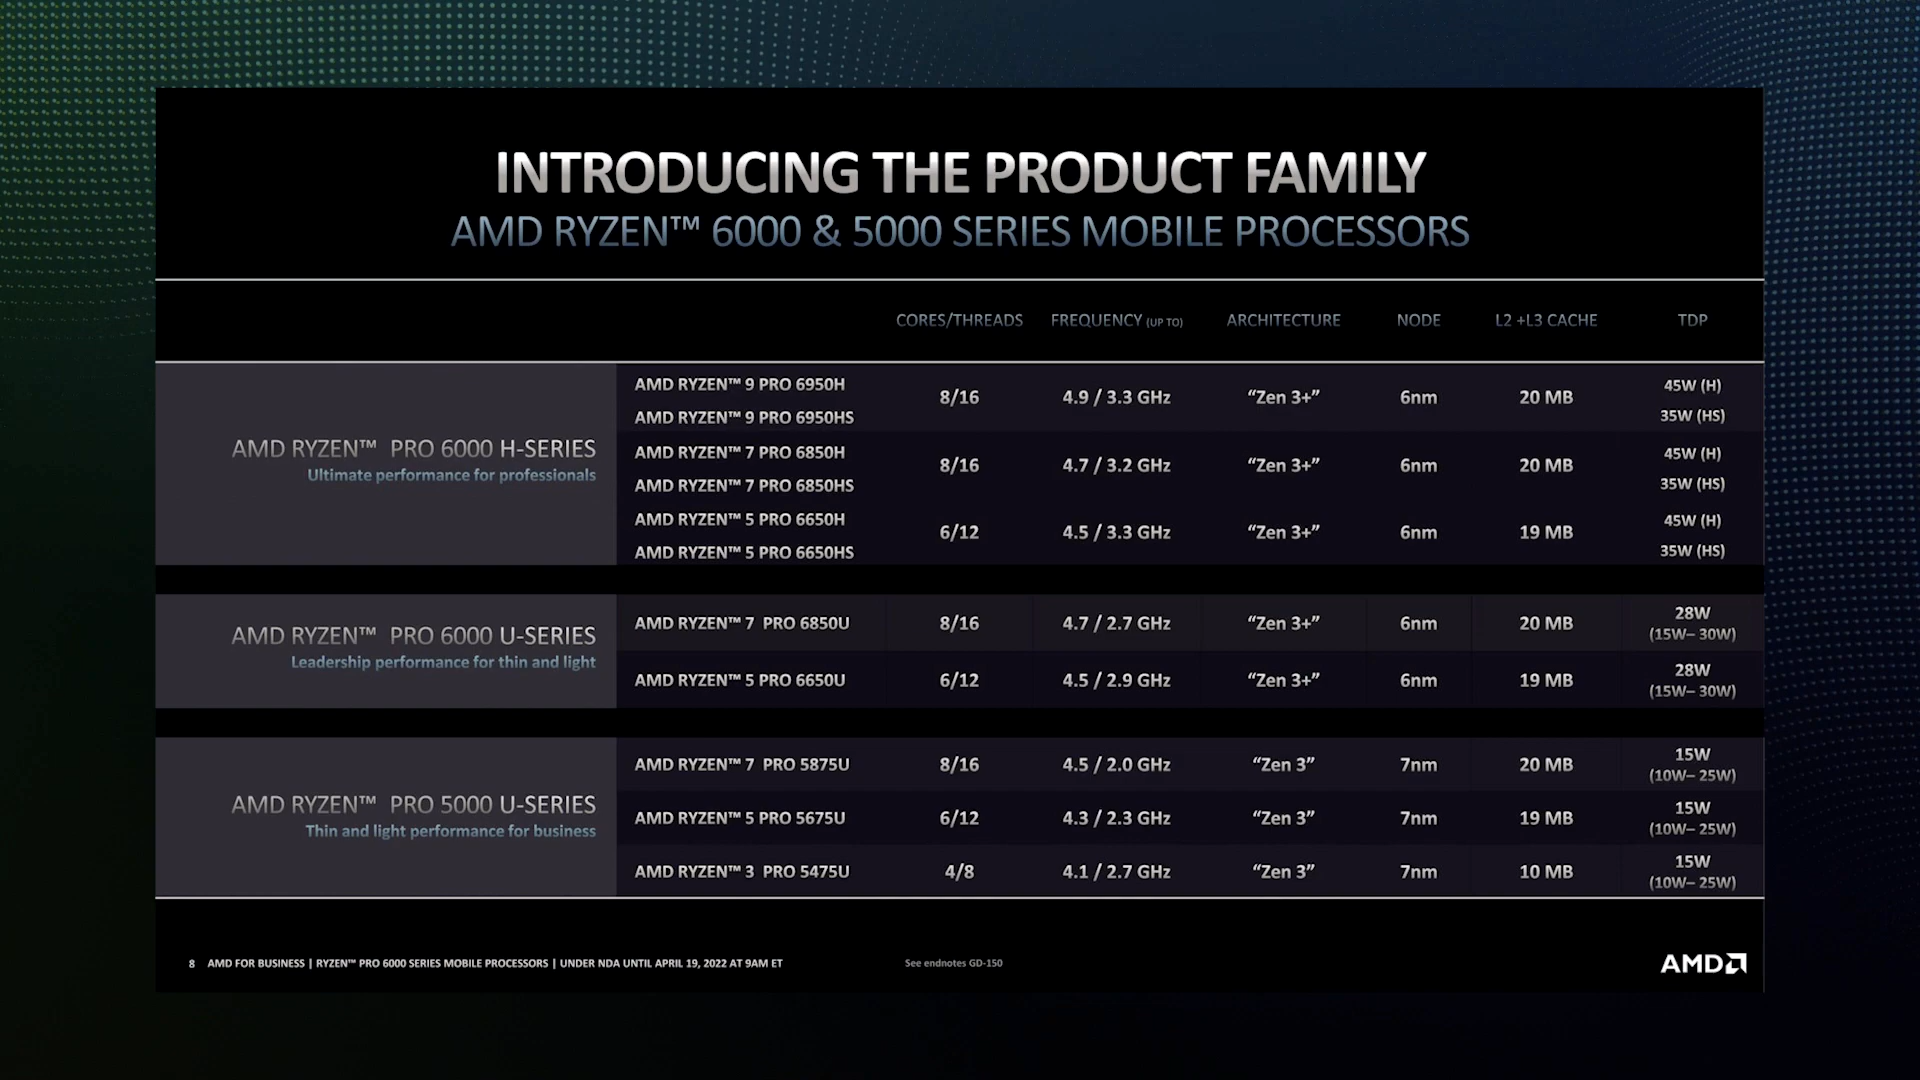 INTRODUCING THE PRODUCT FAMILY
AMD RYZEN™ 6000 & 5000 SERIES MOBILE PROCESSORS
CORES/THREADS FREQUENCY (UP TO) ARCHITECTURE NODE L2 +L3 CACHE TDP
AMD RYZEN™ PRO 6000 H-SERIES
Ultimate performance for professionals
AMD RYZEN™ 9 PRO 6950H
AMD RYZEN™ 9 PRO 6950HS
8/16 4.9 / 3.3 GHz “Zen 3+” 6nm 20 MB
45W (H)
35W (HS)
AMD RYZEN™ 7 PRO 6850H
AMD RYZEN™ 7 PRO 6850HS
8/16 4.7 / 3.2 GHz “Zen 3+” 6nm 20 MB
45W (H)
35W (HS)
AMD RYZEN™ 5 PRO 6650H
AMD RYZEN™ 5 PRO 6650HS
6/12 4.5 / 3.3 GHz “Zen 3+” 6nm 19 MB
45W (H)
35W (HS)
AMD RYZEN™ PRO 6000 U-SERIES
Leadership performance for thin and light
AMD RYZEN™ 7 PRO 6850U 8/16 4.7 / 2.7 GHz “Zen 3+” 6nm 20 MB 28W
(15W– 30W)
AMD RYZEN™ 5 PRO 6650U 6/12 4.5 / 2.9 GHz “Zen 3+” 6nm 19 MB 28W
(15W– 30W)
AMD RYZEN™ PRO 5000 U-SERIES
Thin and light performance for business
AMD RYZEN™ 7 PRO 5875U 8/16 4.5 / 2.0 GHz “Zen 3” 7nm 20 MB 15W
(10W– 25W)
AMD RYZEN™ 5 PRO 5675U 6/12 4.3 / 2.3 GHz “Zen 3” 7nm 19 MB 15W
(10W– 25W)
AMD RYZEN™ 3 PRO 5475U 4/8 4.1 / 2.7 GHz “Zen 3” 7nm 10 MB 15W
(10W– 25W)
8 AMD FOR BUSINESS | RYZEN™ PRO 6000 SERIES MOBILE PROCESSORS | UNDER NDA UNTIL APRIL 19, 2022 AT 9AM ET
See endnotes GD-150
AMD